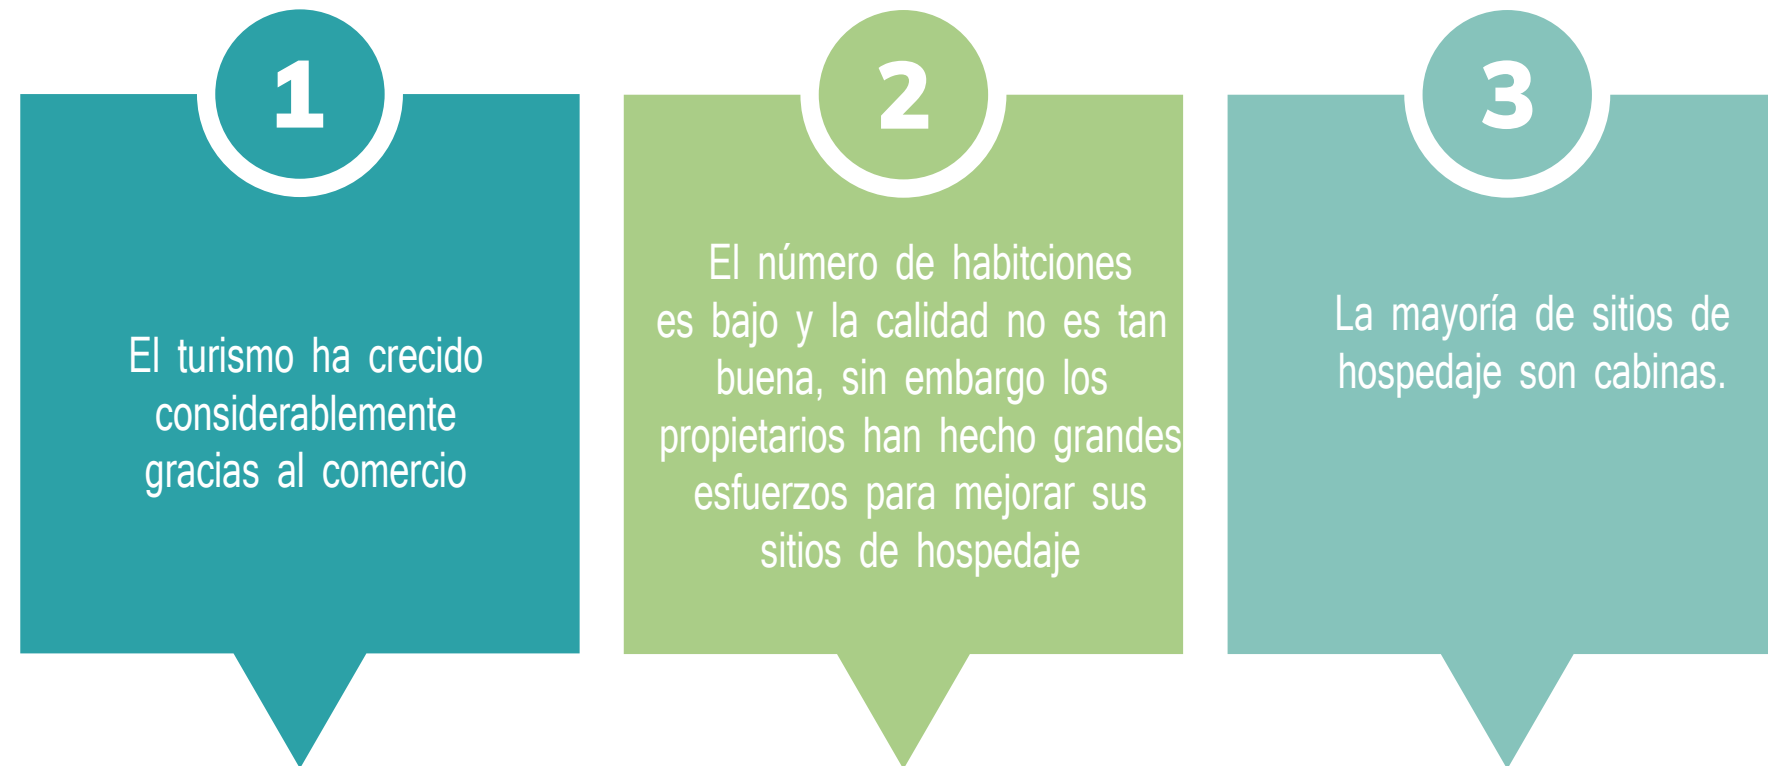 1
El turismo ha crecido
considerablemente
gracias al comercio
2
El número de habitciones
es bajo y la calidad no es tan
buena, sin embargo los
propietarios han hecho grandes
esfuerzos para mejorar sus
sitios de hospedaje
3
La mayoría de sitios de
hospedaje son cabinas.